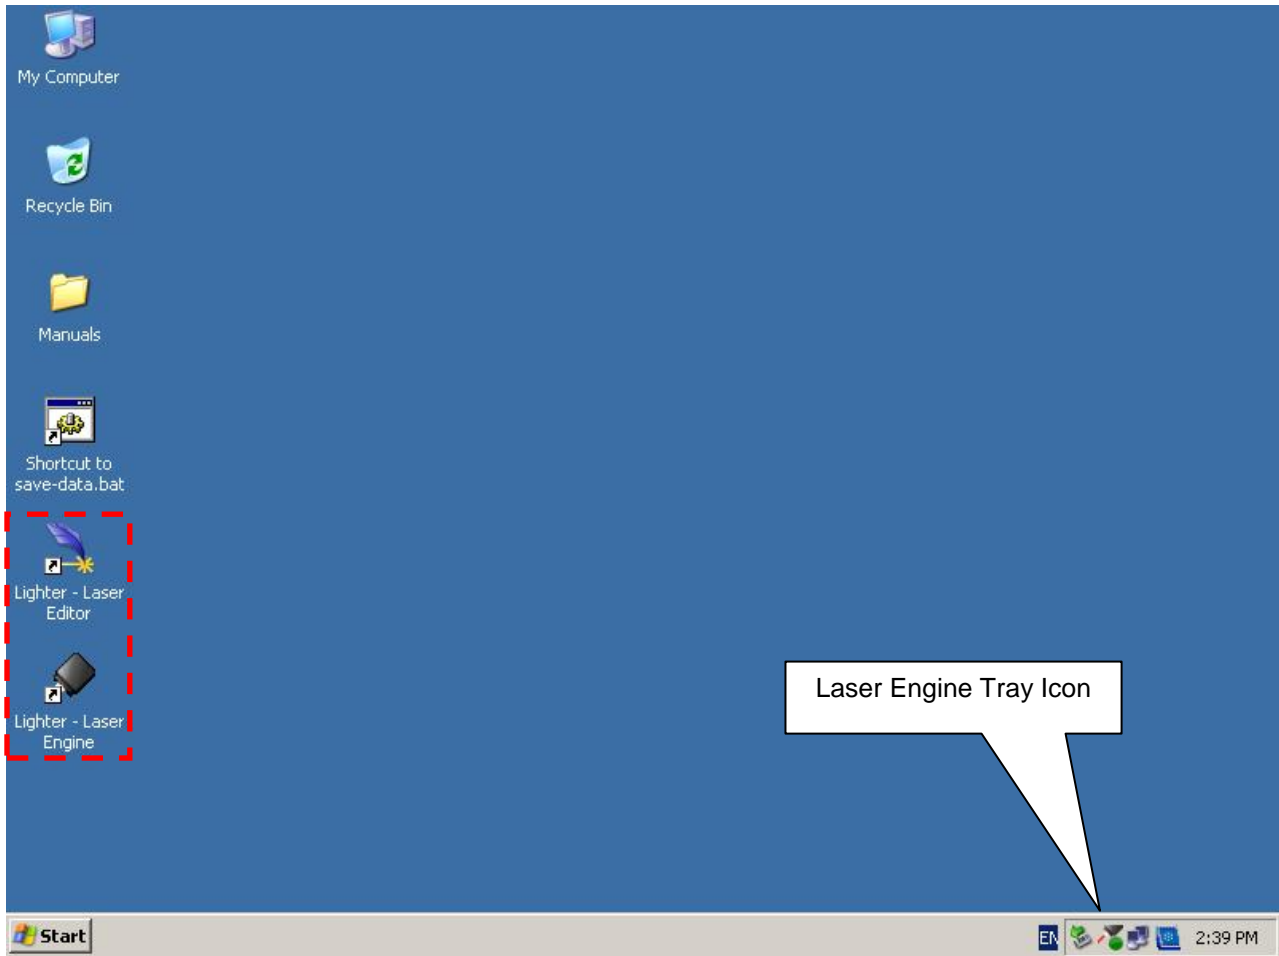 My Computer
Recycle Bin
Manuals
Shortcut to
save-data.bat
Lighter - Laser
Editor
Lighter - Laser
Engine
Laser Engine Tray Icon
Start
EN
2:39 PM